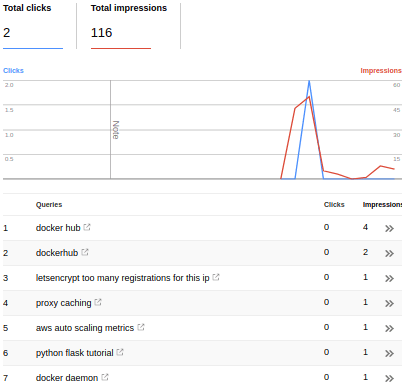 Total clicks Total impressions
2 116
Clicks Impressions
2.0 60
1.5 45
1.0 30
0.5 15
Note
Queries Clicks Impressions
1 docker hub 0 4
2 dockerhub 0 2
3 letsencrypt too many registrations for this ip 0 1
4 proxy caching 0 1
5 aws auto scaling metrics 0 1
6 python flask tutorial 0 1
7 docker daemon 0 1